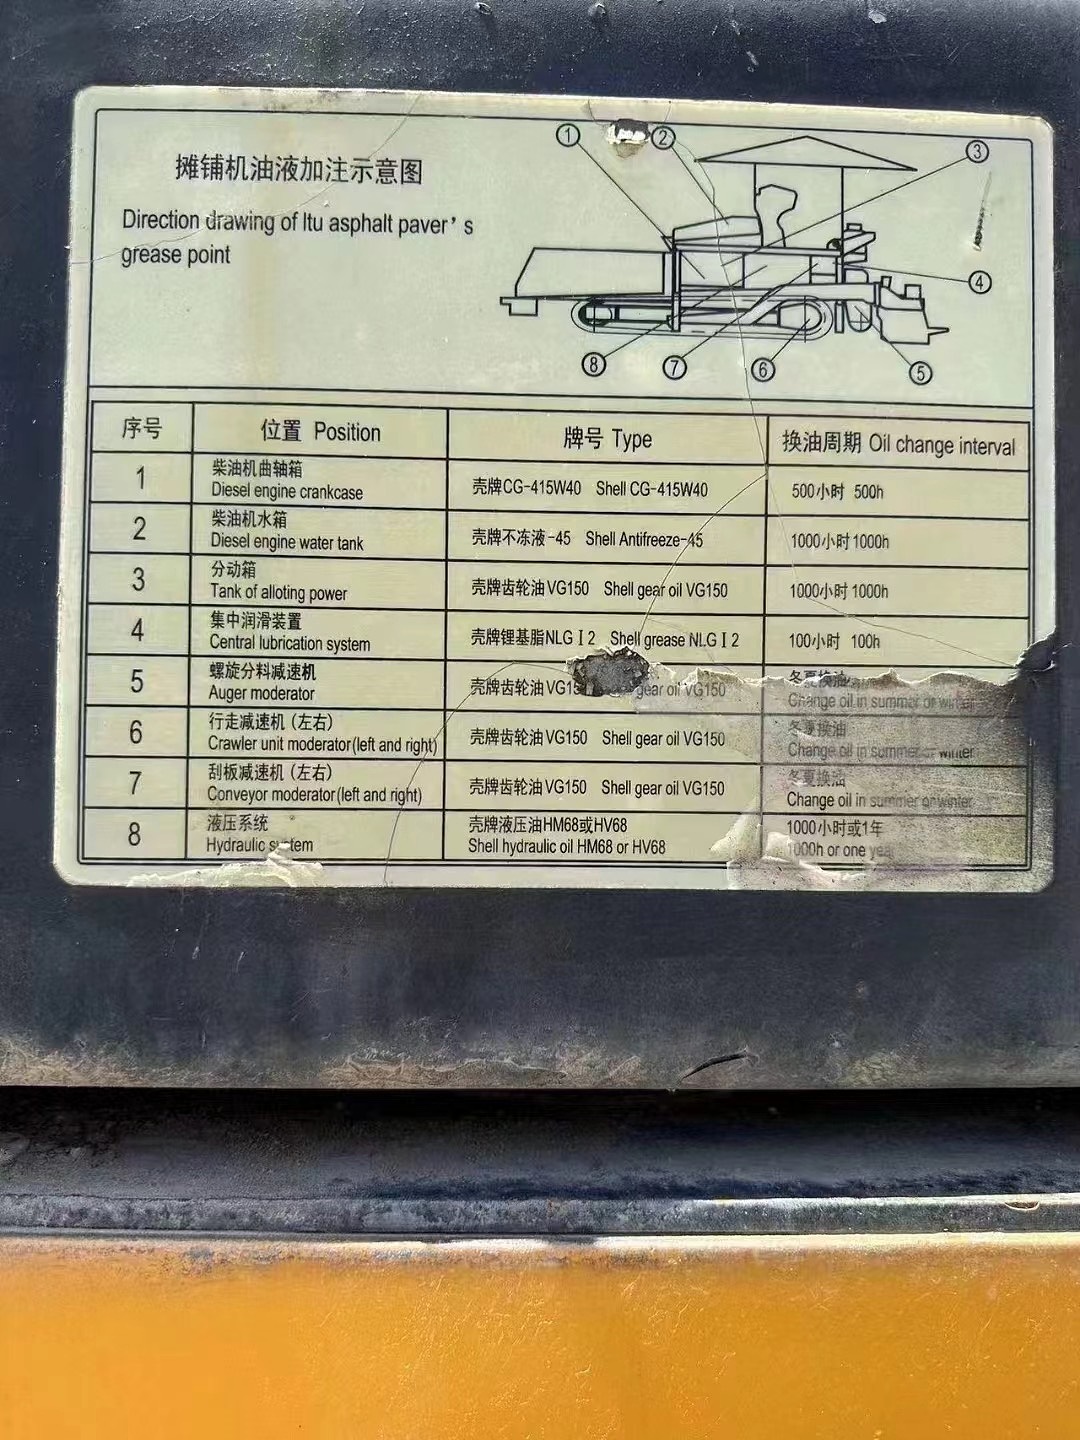 摊铺机油液加注示意图
Direction drawing of ltu asphalt paver's
grease point
① ② ③
④
⑧ ⑦ ⑥ ⑤
序号 位置 Position 牌号 Type 换油周期 Oil change interval
1 柴油机曲轴箱
Diesel engine crankcase 壳牌CG-415W40 Shell CG-415W40 500小时 500h
2 柴油机水箱
Diesel engine water tank 壳牌不冻液-45 Shell Antifreeze-45 1000小时 1000h
3 分动箱
Tank of alloting power 壳牌齿轮油VG150 Shell gear oil VG150 1000小时 1000h
4 集中润滑装置
Central lubrication system 壳牌锂基脂NLGⅠ2 Shell grease NLGⅠ2 100小时 100h
5 螺旋分料减速机
Auger moderator 壳牌齿轮油 gear oil VG150 冬夏换油
Change oil in summer or winter
6 行走减速机(左右)
Crawler unit moderator(left and right) 壳牌齿轮油VG150 Shell gear oil VG150 冬夏换油
Change oil in summer or winter
7 刮板减速机(左右)
Conveyor moderator(left and right) 壳牌齿轮油VG150 Shell gear oil VG150 冬夏换油
Change oil in summer or winter
8 液压系统
Hydraulic system 壳牌液压油HM68或HV68
Shell hydraulic oil HM68 or HV68 1000小时或1年
1000h or one year